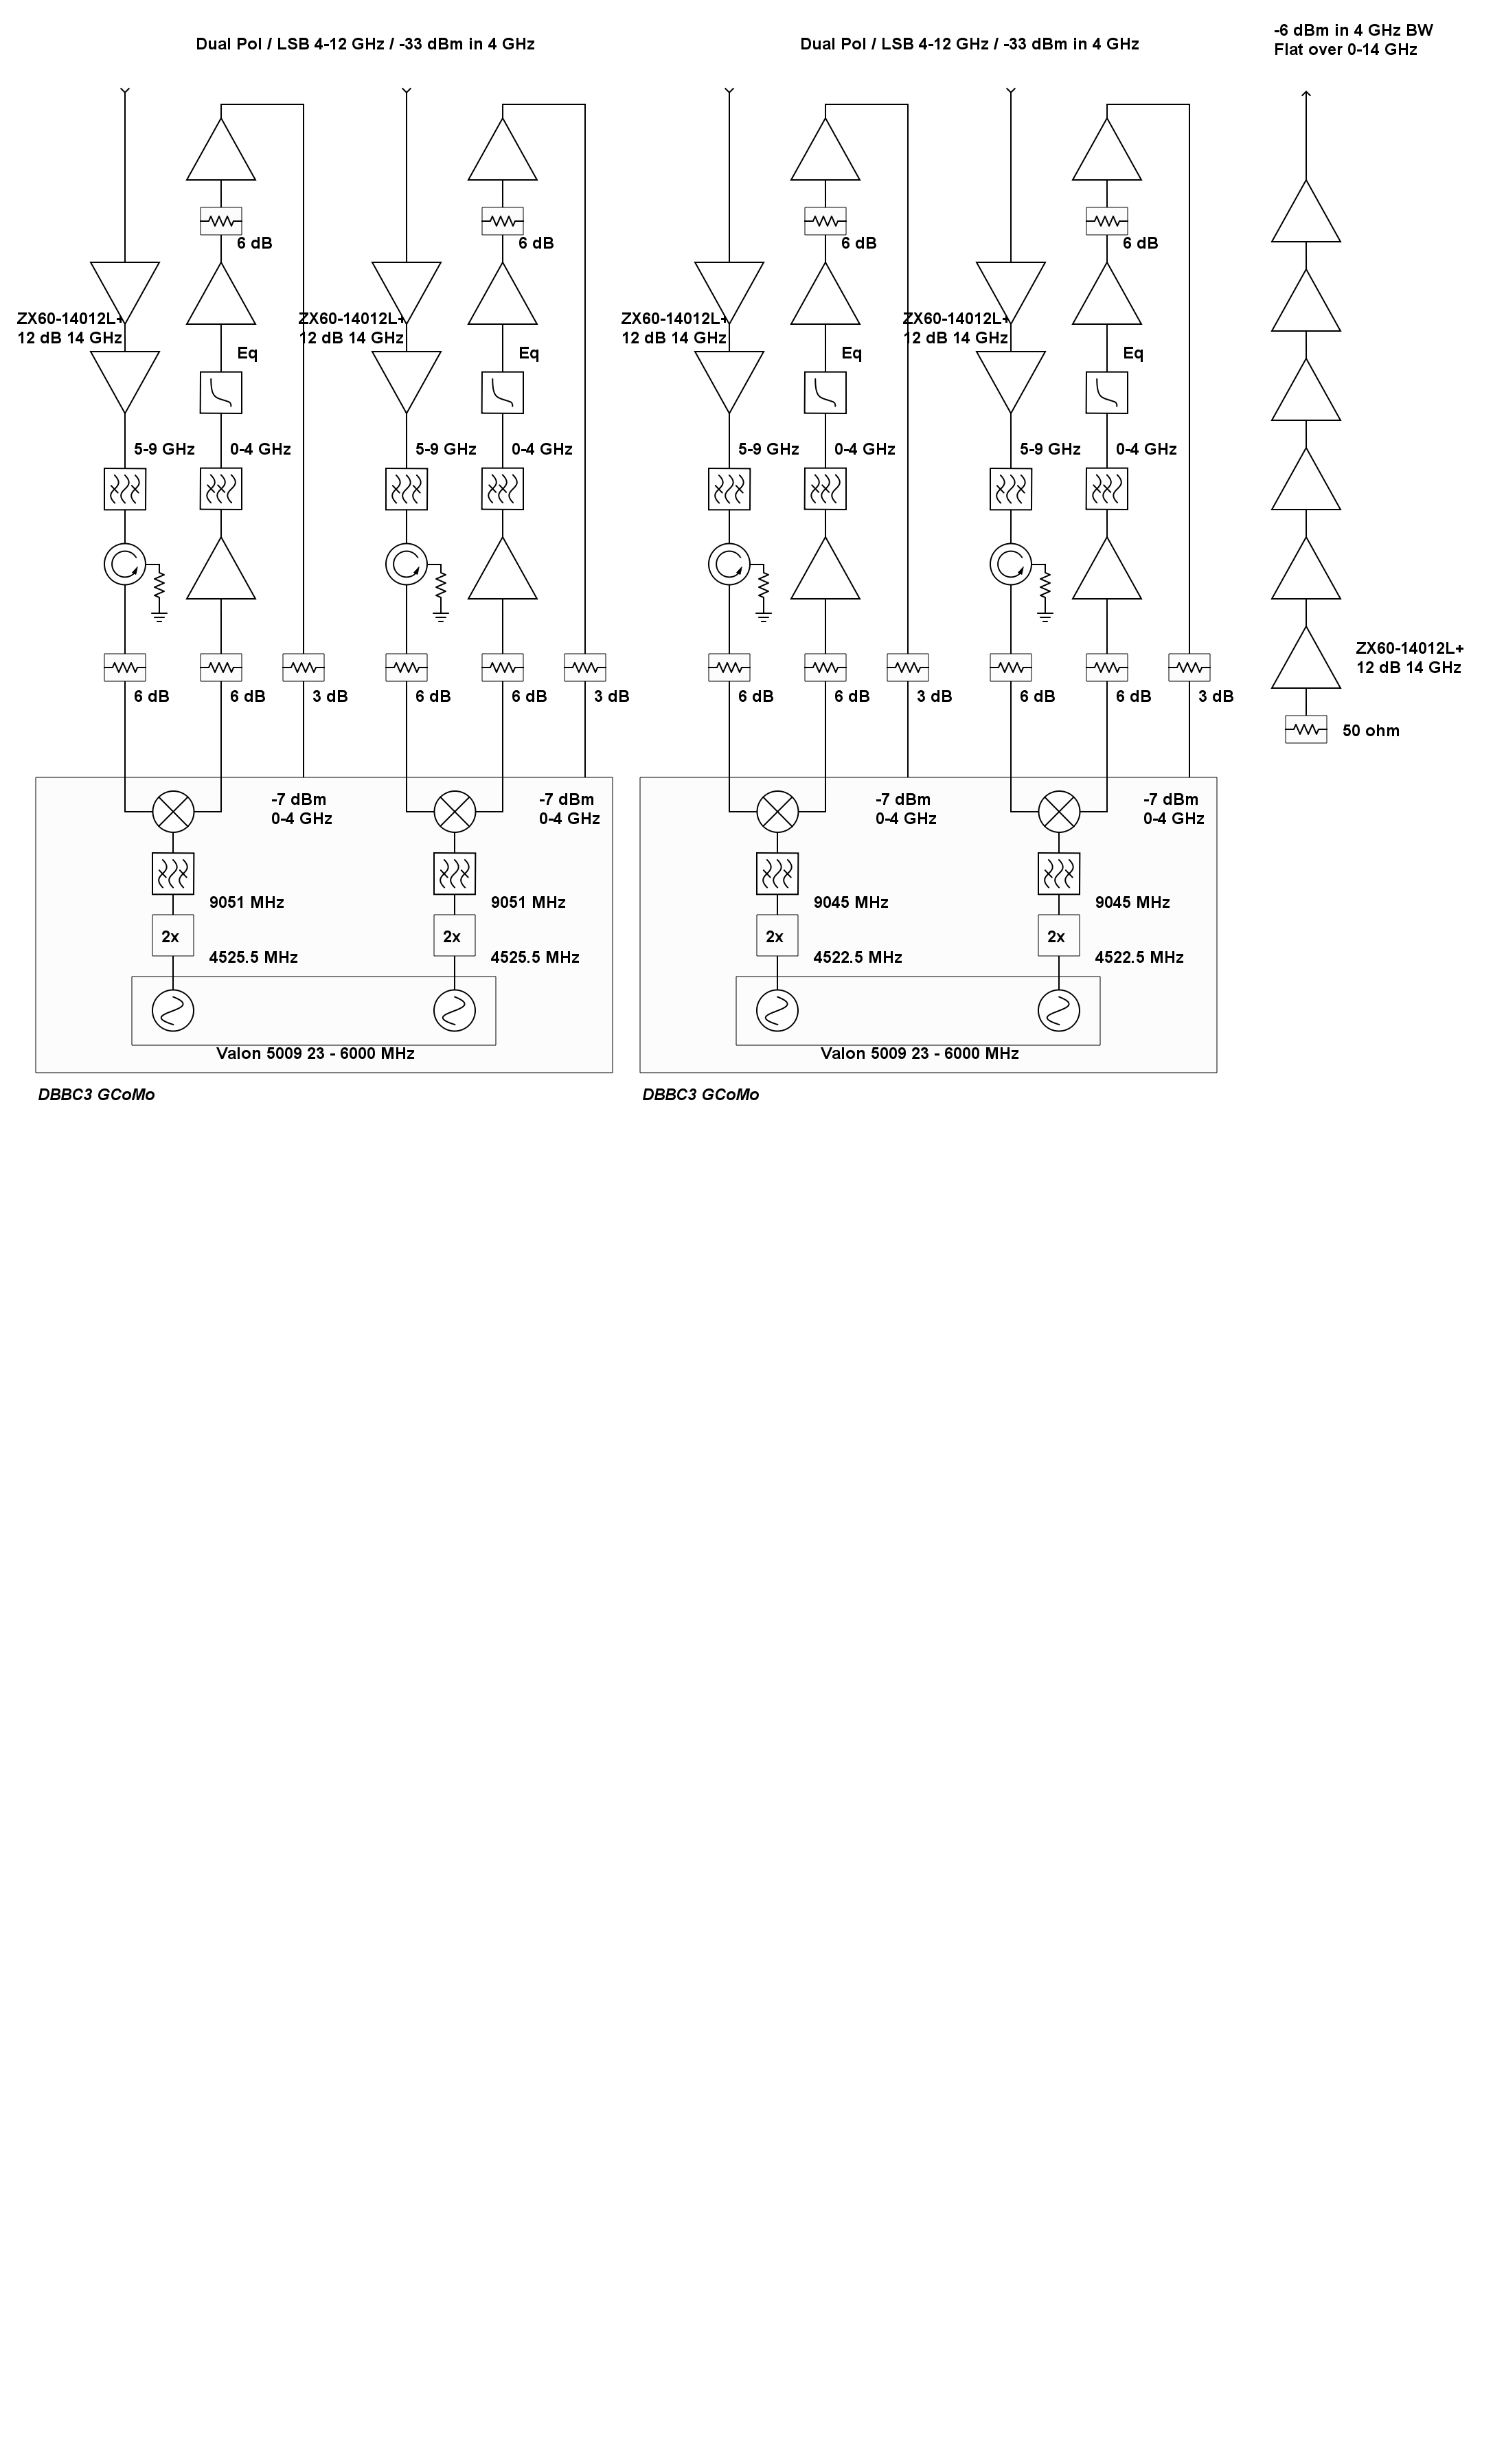 Dual Pol / LSB 4-12 GHz / -33 dBm in 4 GHz
Dual Pol / LSB 4-12 GHz / -33 dBm in 4 GHz
-6 dBm in 4 GHz BW
Flat over 0-14 GHz
6 dB
6 dB
6 dB
6 dB
ZX60-14012L+
12 dB 14 GHz
ZX60-14012L+
12 dB 14 GHz
ZX60-14012L+
12 dB 14 GHz
ZX60-14012L+
12 dB 14 GHz
Eq
Eq
Eq
Eq
5-9 GHz
0-4 GHz
5-9 GHz
0-4 GHz
5-9 GHz
0-4 GHz
5-9 GHz
0-4 GHz
ZX60-14012L+
12 dB 14 GHz
6 dB
6 dB
3 dB
6 dB
6 dB
3 dB
6 dB
6 dB
3 dB
6 dB
6 dB
3 dB
50 ohm
-7 dBm
0-4 GHz
-7 dBm
0-4 GHz
-7 dBm
0-4 GHz
-7 dBm
0-4 GHz
9051 MHz
9051 MHz
9045 MHz
9045 MHz
2x
2x
2x
2x
4525.5 MHz
4525.5 MHz
4522.5 MHz
4522.5 MHz
Valon 5009 23 - 6000 MHz
Valon 5009 23 - 6000 MHz
DBBC3 GCoMo
DBBC3 GCoMo